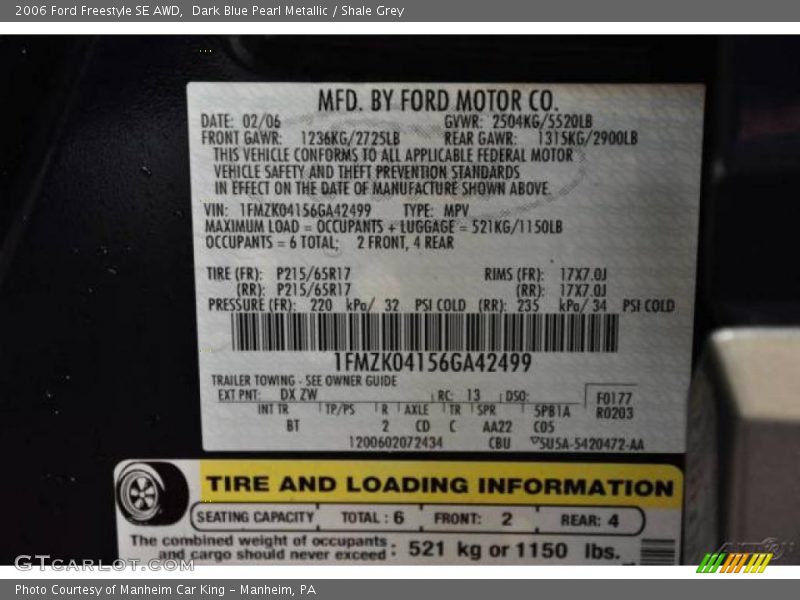 2006 Ford Freestyle SE AWD,  Dark Blue Pearl Metallic / Shale Grey
MFD. BY FORD MOTOR CO.
DATE: 02/06 GVWR: 2504KG/5520LB
FRONT GAWR: 1236KG/2725LB REAR GAWR: 1315KG/2900LB
THIS VEHICLE CONFORMS TO ALL APPLICABLE FEDERAL MOTOR
VEHICLE SAFETY AND THEFT PREVENTION STANDARDS
IN EFFECT ON THE DATE OF MANUFACTURE SHOWN ABOVE.
VIN: 1FMZK04156GA42499 TYPE: MPV
MAXIMUM LOAD = OCCUPANTS + LUGGAGE = 521KG/1150LB
OCCUPANTS = 6 TOTAL; 2 FRONT, 4 REAR
TIRE (FR): P215/65R17 RIMS (FR): 17X7.0J
(RR): P215/65R17 (RR): 17X7.0J
PRESSURE (FR): 220 kPa/ 32 PSI COLD (RR): 235 kPa/ 34 PSI COLD
1FMZK04156GA42499
TRAILER TOWING - SEE OWNER GUIDE
EXT PNT: DX ZW RC: 13 DSO: F0177
INT TR TP/PS R AXLE TR SPR 5PB1A R0203
BT 2 CD C AA22 C05
1200602072434 CBU 5U5A-5420472-AA
TIRE AND LOADING INFORMATION
SEATING CAPACITY TOTAL : 6 FRONT: 2 REAR: 4
The combined weight of occupants
and cargo should never exceed : 521 kg or 1150 lbs.
GTCARLOT.COM
Photo Courtesy of Manheim Car King - Manheim, PA